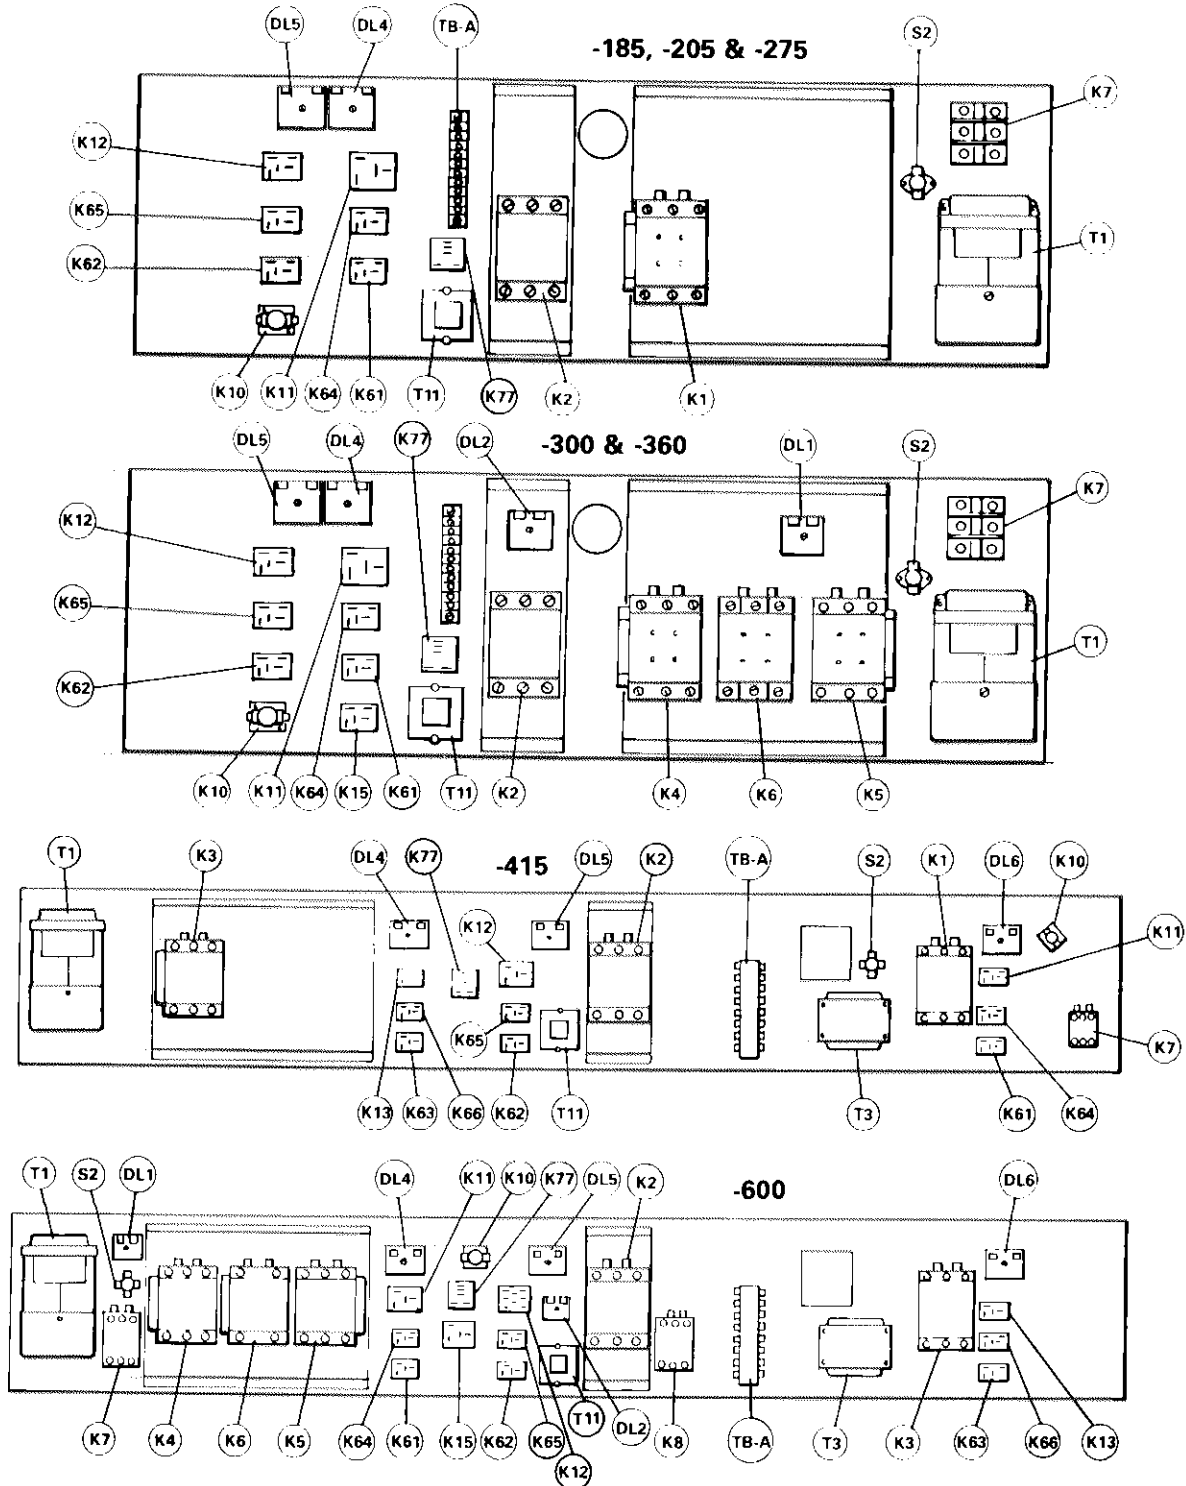 DL5 DL4 TB-A -185, -205 & -275 S2
K7
K12
K65
K62
T1
K10 K11 K64 K61 T11 K77 K2 K1
DL5 DL4 K77 DL2 -300 & -360 DL1 S2
K7
K12
K65
K62
T1
K10 K11 K64 K15 K61 T11 K2 K4 K6 K5
T1 K3 DL4 K77 -415 DL5 K2 TB-A S2 K1 DL6 K10
K12
K11
K65
K7
K13 K63 K66 K62 T11 T3 K61 K64
T1 S2 DL1 DL4 K11 K10 K77 DL5 K2 -600 DL6
K7 K4 K6 K5 K64 K61 K15 K62 K65 T11 DL2 K8 TB-A T3 K3 K63 K66 K13
K12